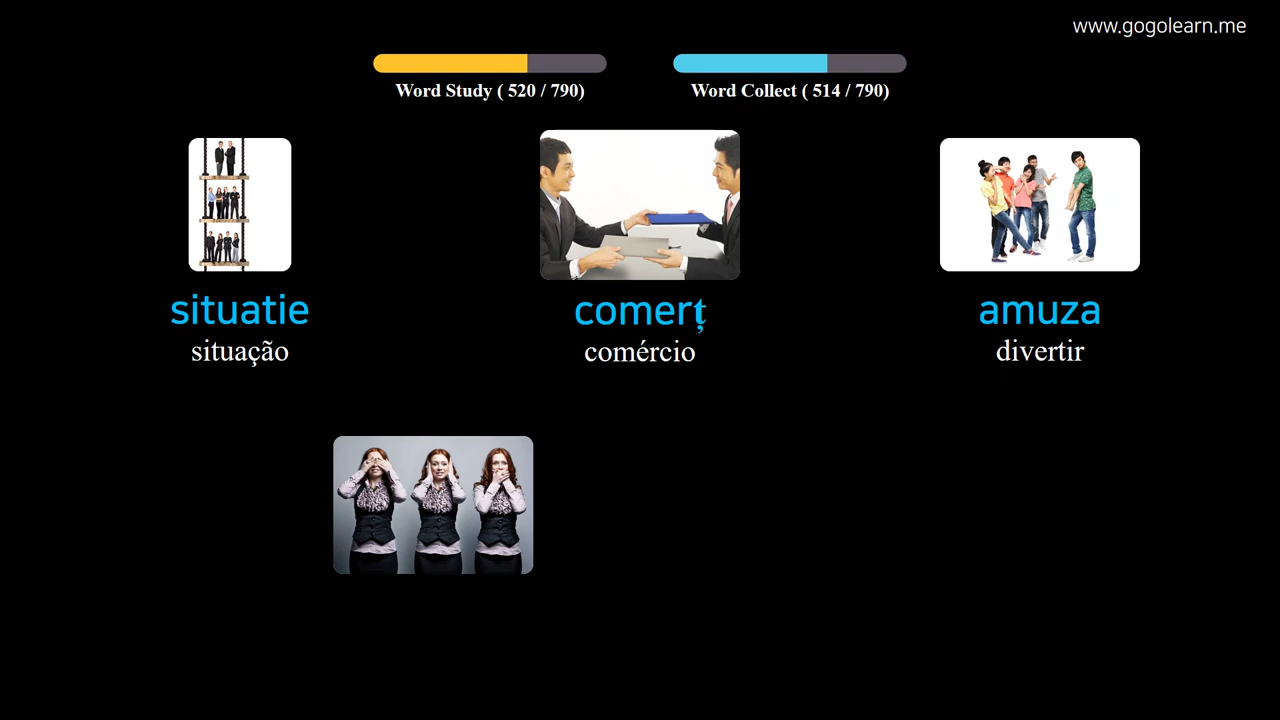 www.gogolearn.me
Word Study ( 520 / 790)
Word Collect ( 514 / 790)
situatie
situação
comerț
comércio
amuza
divertir